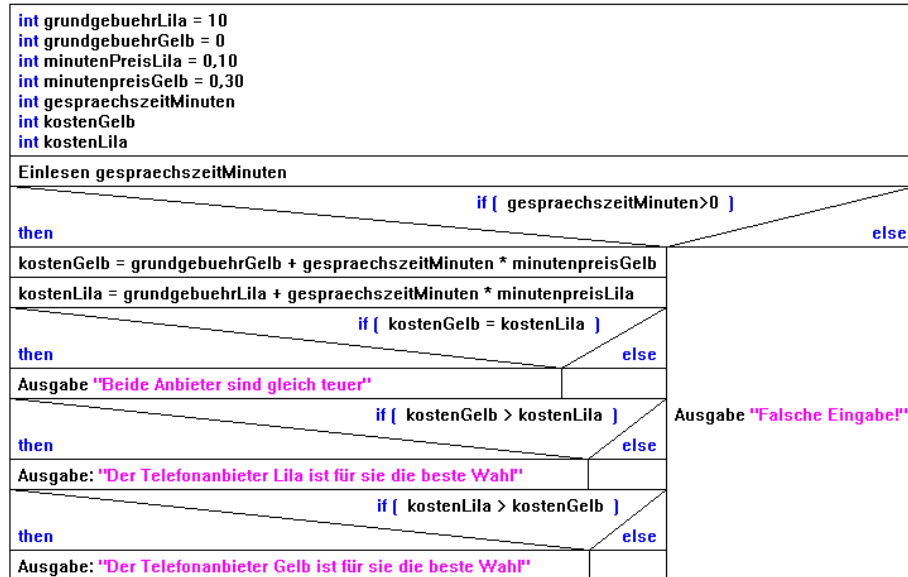 int grundgebuehrLila = 10
int grundgebuehrGelb = 0
int minutenPreisLila = 0,10
int minutenpreisGelb = 0,30
int gespraechszeitMinuten
int kostenGelb
int kostenLila
Einlesen gespraechszeitMinuten
if ( gespraechszeitMinuten>0 )
then else
kostenGelb = grundgebuehrGelb + gespraechszeitMinuten * minutenpreisGelb
kostenLila = grundgebuehrLila + gespraechszeitMinuten * minutenpreisLila
if ( kostenGelb = kostenLila )
then else
Ausgabe "Beide Anbieter sind gleich teuer"
if ( kostenGelb > kostenLila )
then else
Ausgabe: "Der Telefonanbieter Lila ist für sie die beste Wahl"
if ( kostenLila > kostenGelb )
then else
Ausgabe: "Der Telefonanbieter Gelb ist für sie die beste Wahl"
Ausgabe "Falsche Eingabe!"